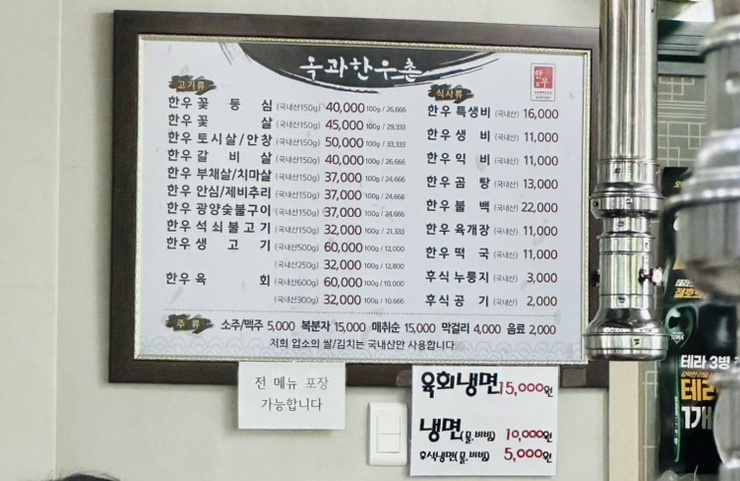 옥과한우촌
한우
고기류
한우 꽃 등 심 (국내산150g) 40,000 100g / 26,666
한우 꽃 살 (국내산150g) 45,000 100g / 29,333
한우 토시살/안창 (국내산150g) 50,000 100g / 33,333
한우 갈 비 살 (국내산150g) 40,000 100g / 26,666
한우 부채살/치마살 (국내산150g) 37,000 100g / 24,666
한우 안심/제비추리 (국내산150g) 37,000 100g / 24,666
한우 광양숯불구이 (국내산150g) 37,000 100g / 24,666
한우 석쇠불고기 (국내산150g) 32,000 100g / 21,333
한우 생 고 기 (국내산500g) 60,000 100g / 12,000
(국내산250g) 32,000 100g / 12,800
한우 육 회 (국내산600g) 60,000 100g / 10,000
(국내산300g) 32,000 100g / 10,666
식사류
한우 특생비 (국내산) 16,000
한우 생 비 (국내산) 11,000
한우 익 비 (국내산) 11,000
한우 곰 탕 (국내산) 13,000
한우 불 백 (국내산) 22,000
한우 육개장 (국내산) 11,000
한우 떡 국 (국내산) 11,000
후식 누룽지 (국내산) 3,000
후식 공 기 (국내산) 2,000
주 류 소주/맥주 5,000 복분자 15,000 매취순 15,000 막걸리 4,000 음료 2,000
저희 업소의 쌀/김치는 국내산만 사용합니다.
전 메뉴 포장
가능합니다
육회냉면 15,000원
냉면(물.비빔) 10,000원
후식냉면(물.비빔) 5,000원
테라 3병
테라
1개